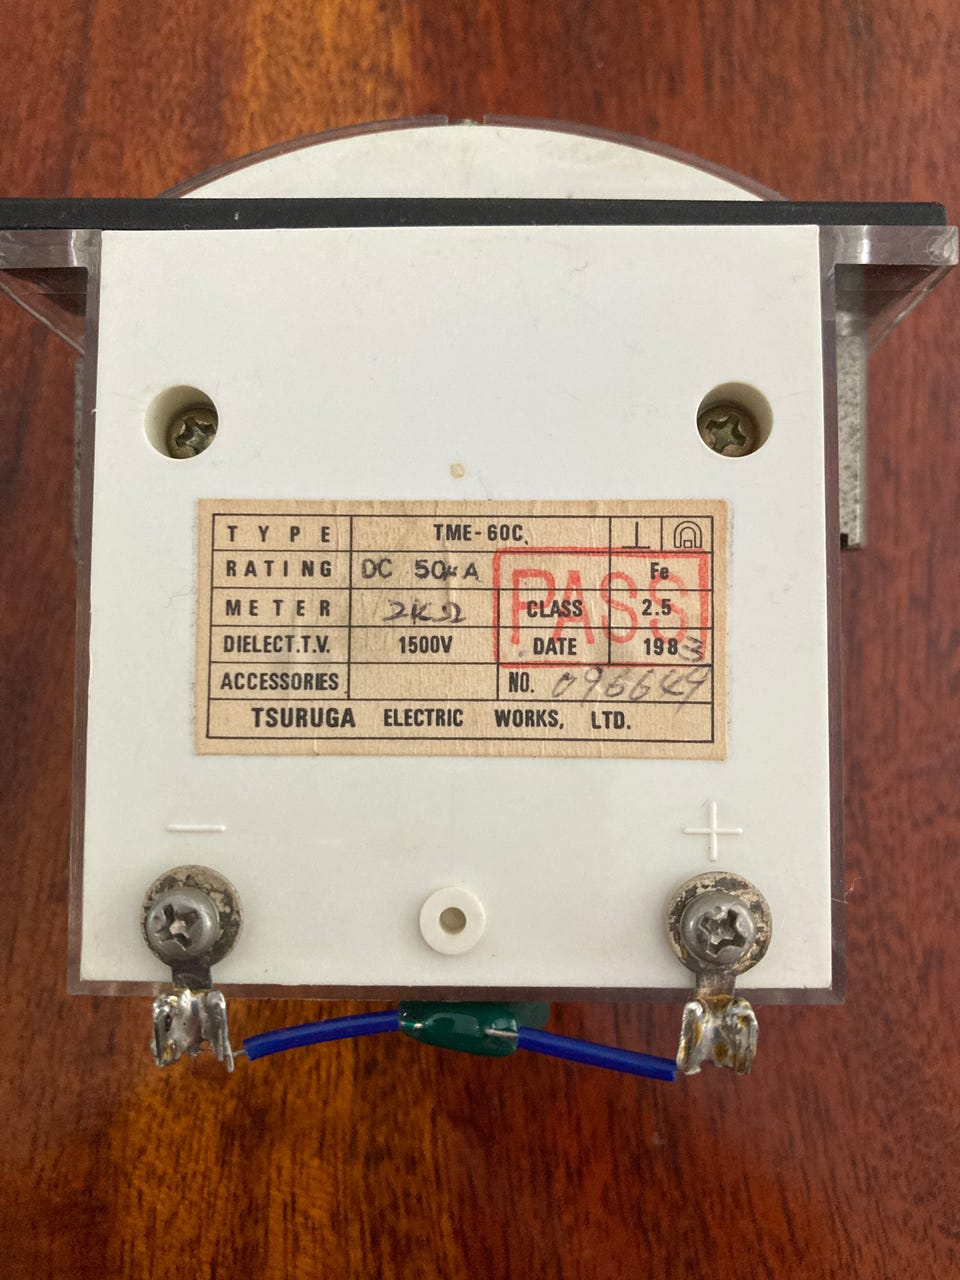 TYPE TME-60C
RATING DC 50μA Fe
METER 2KΩ CLASS 2.5
DIELECT.T.V. 1500V DATE 1983
ACCESSORIES NO. 096649
TSURUGA ELECTRIC WORKS, LTD.
PASS
− +